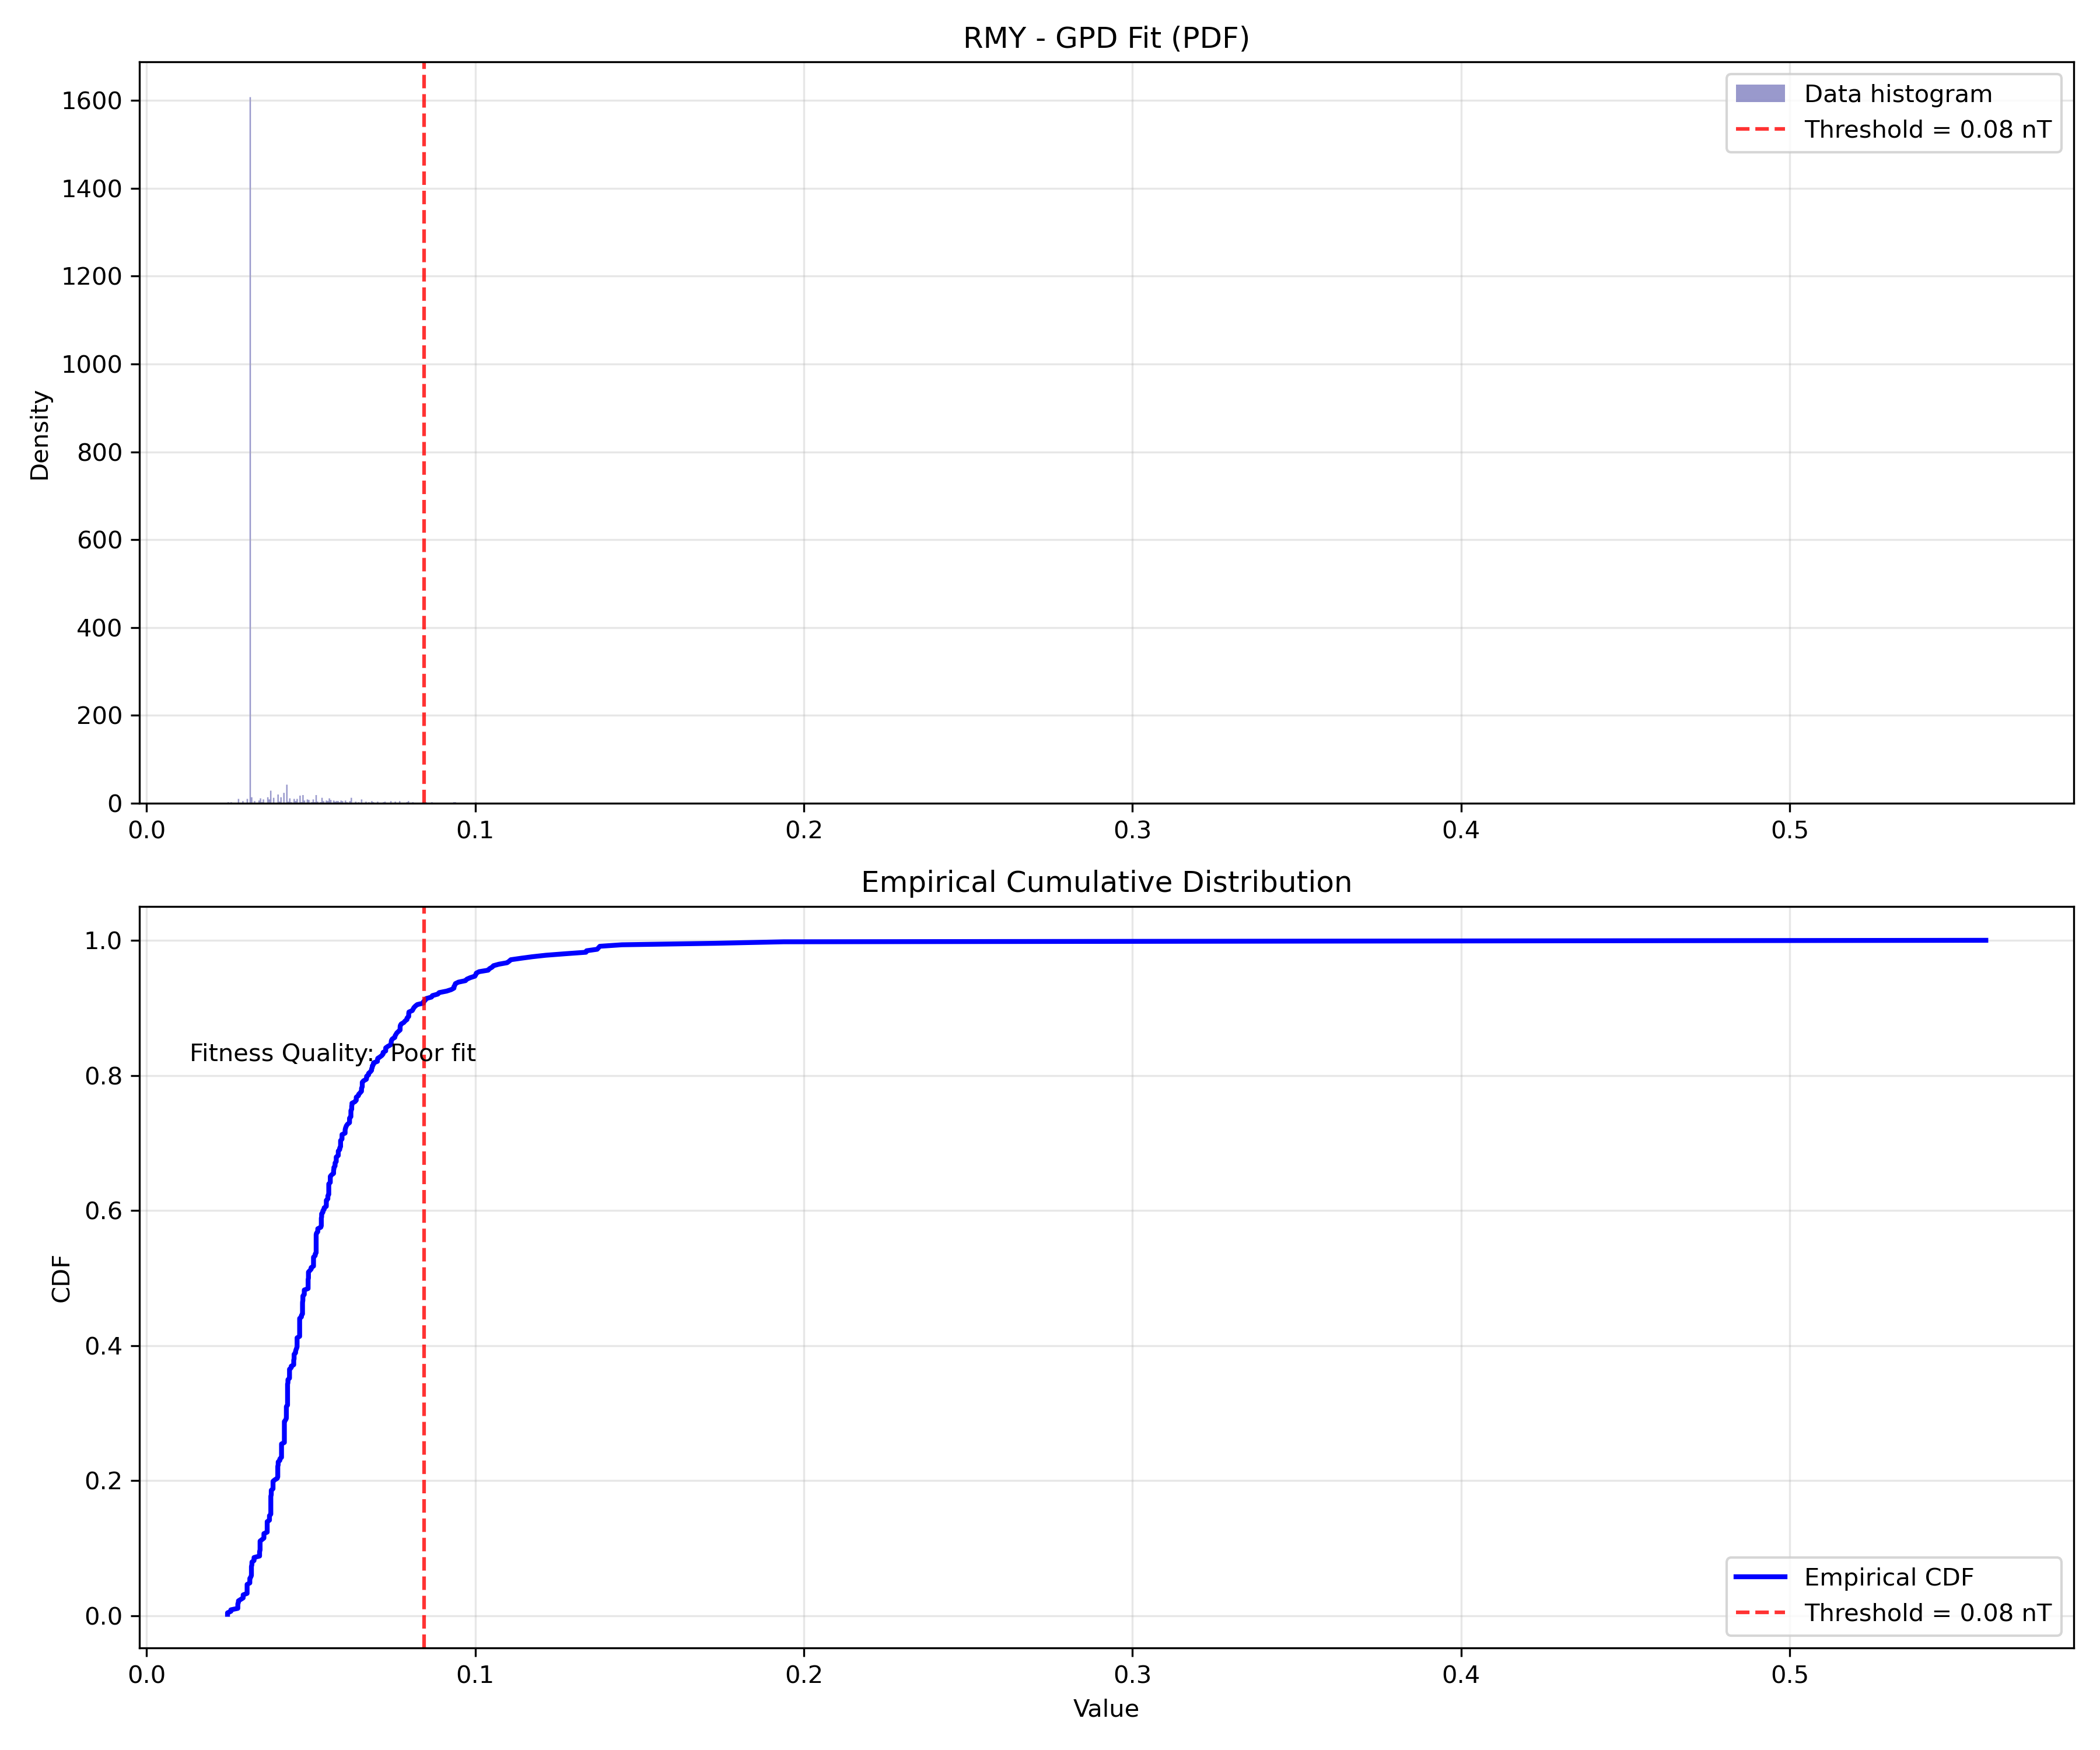 RMY - GPD Fit (PDF)
Data histogram
Threshold = 0.08 nT
Density
1600
1400
1200
1000
800
600
400
200
0
0.0 0.1 0.2 0.3 0.4 0.5
Empirical Cumulative Distribution
Fitness Quality: Poor fit
CDF
1.0
0.8
0.6
0.4
0.2
0.0
Empirical CDF
Threshold = 0.08 nT
0.0 0.1 0.2 0.3 0.4 0.5
Value